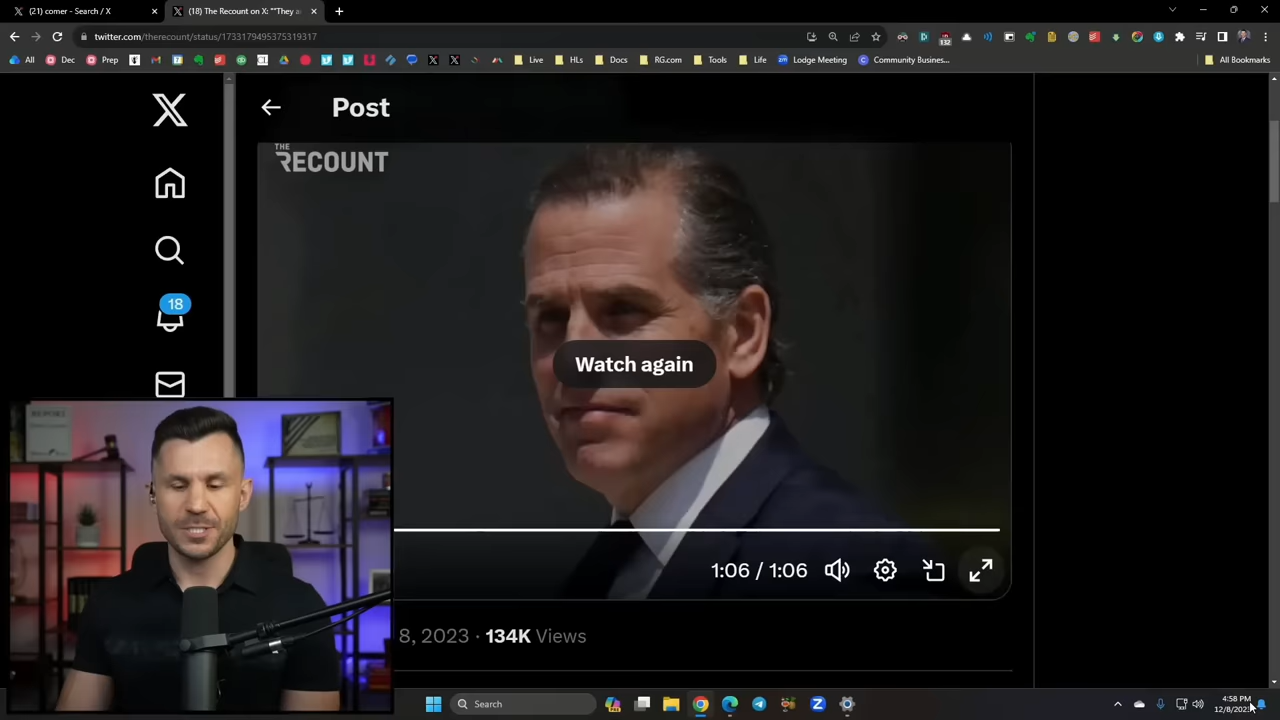 (21) comer - Search / X
(18) The Recount on X: ""They a
twitter.com/therecount/status/1733179495375319317
132
All
Dec
Prep
Live
HLs
Docs
RG.com
Tools
Life
Lodge Meeting
Community Busines...
All Bookmarks
Post
THE
RECOUNT
18
Watch again
REPORT
1:06 / 1:06
8, 2023 · 134K Views
Search
4:58 PM
12/8/2023